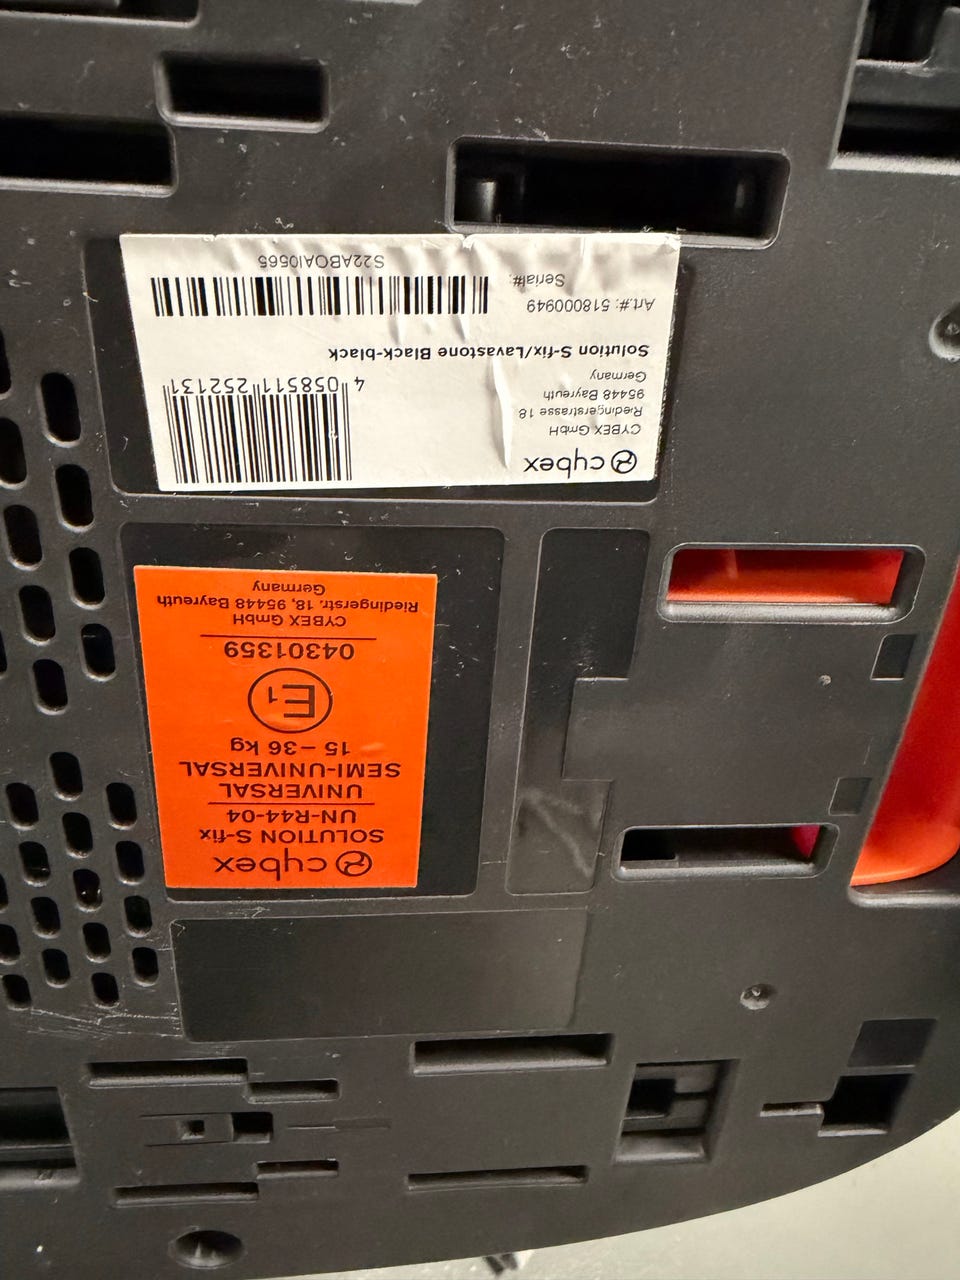 cybex
CYBEX GmbH
Riedingerstrasse 18
95448 Bayreuth
Germany
4 058511 252131
Solution S-fix/Lavastone Black-black
Art.#: 518000949
Serial#:
S22ABOAI0565
cybex
SOLUTION S-fix
UN-R44-04
UNIVERSAL
SEMI-UNIVERSAL
15 – 36 kg
E1
04301359
CYBEX GmbH
Riedingerstr. 18, 95448 Bayreuth
Germany